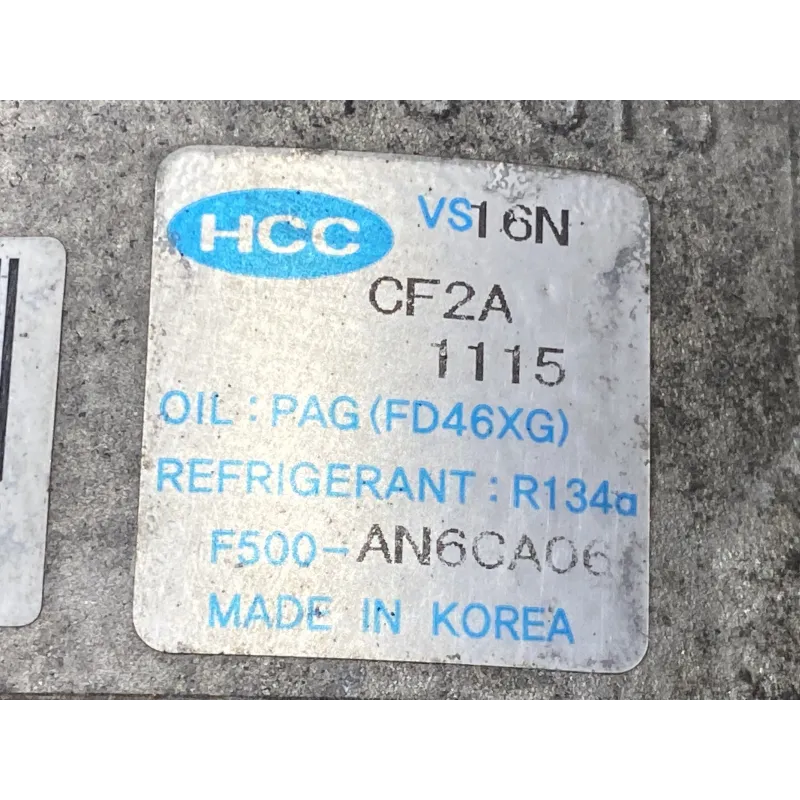 HCC VS16N
CF2A
1115
OIL : PAG (FD46XG)
REFRIGERANT : R134a
F500-AN6CA06
MADE IN KOREA